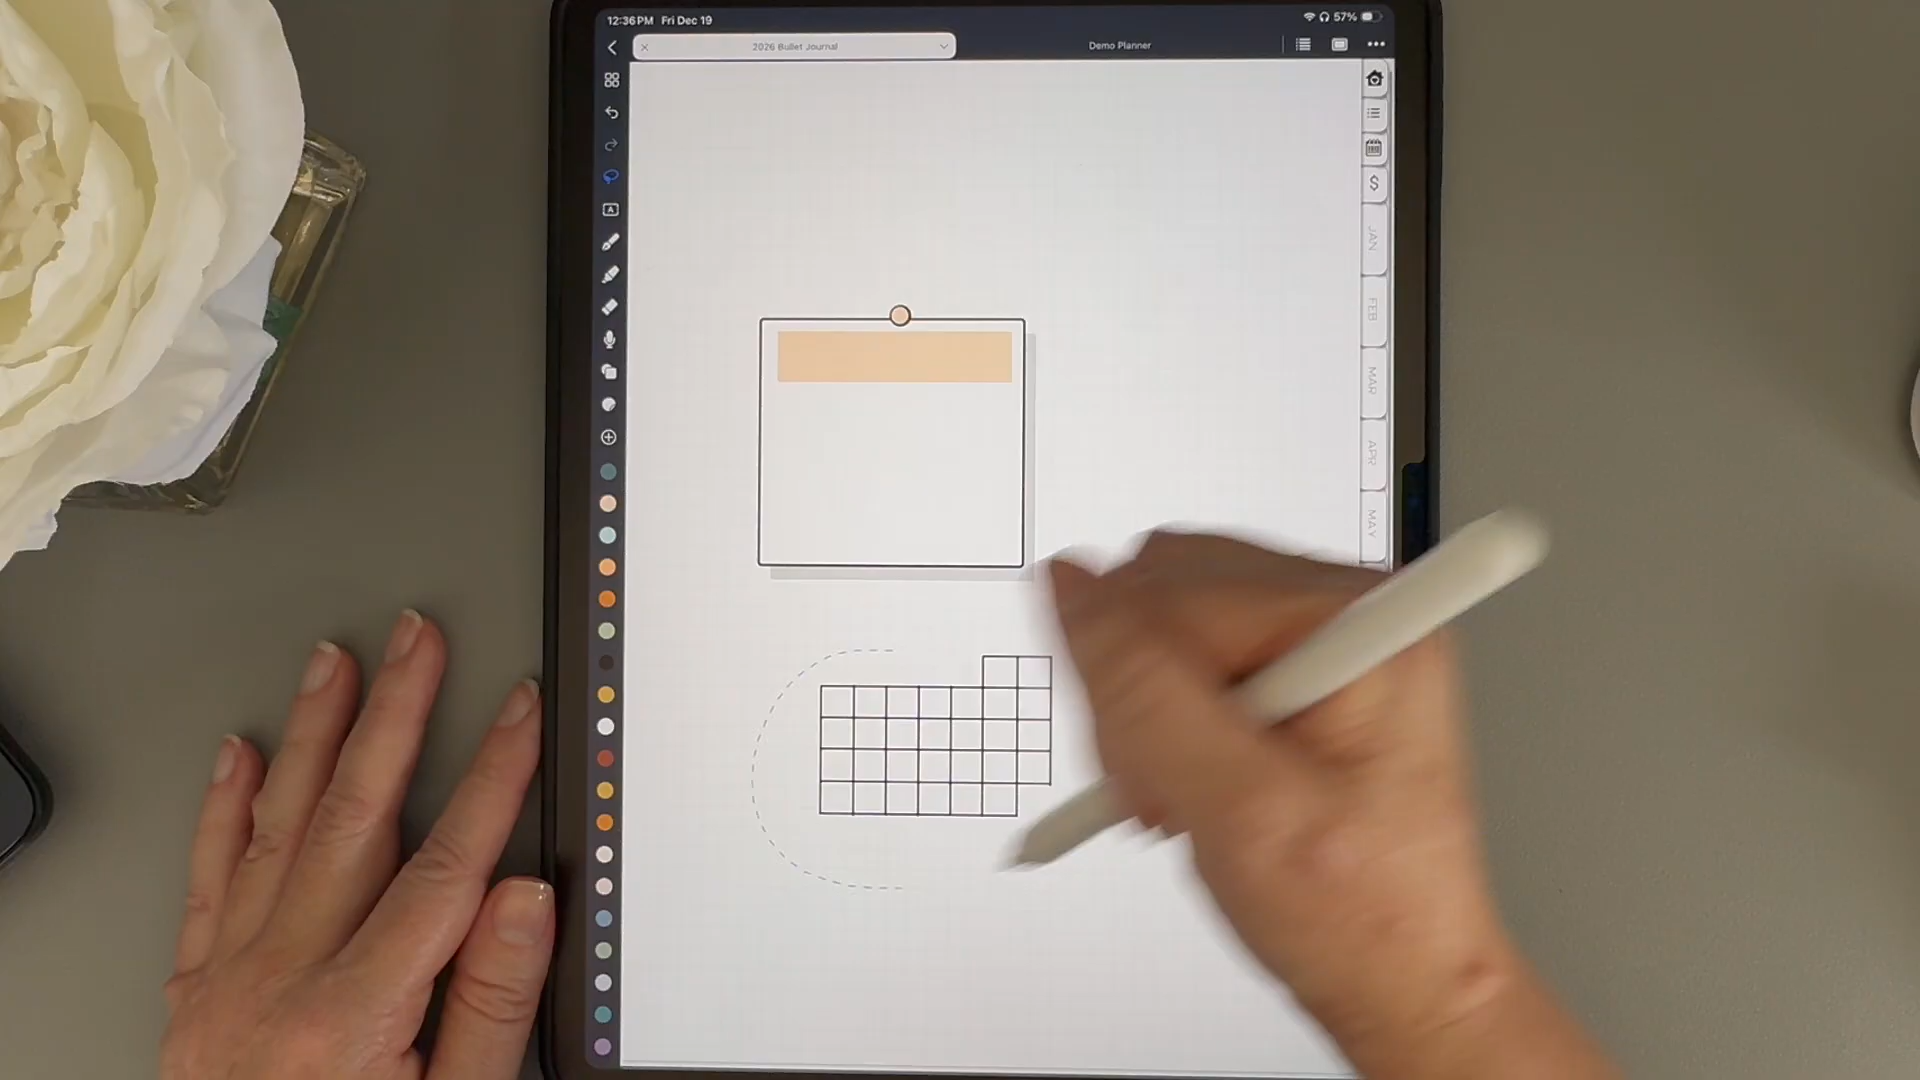 12:36 PM Fri Dec 19
57%
2026 Bullet Journal
Demo Planner
A
$
JAN
FEB
MAR
APR
MAY